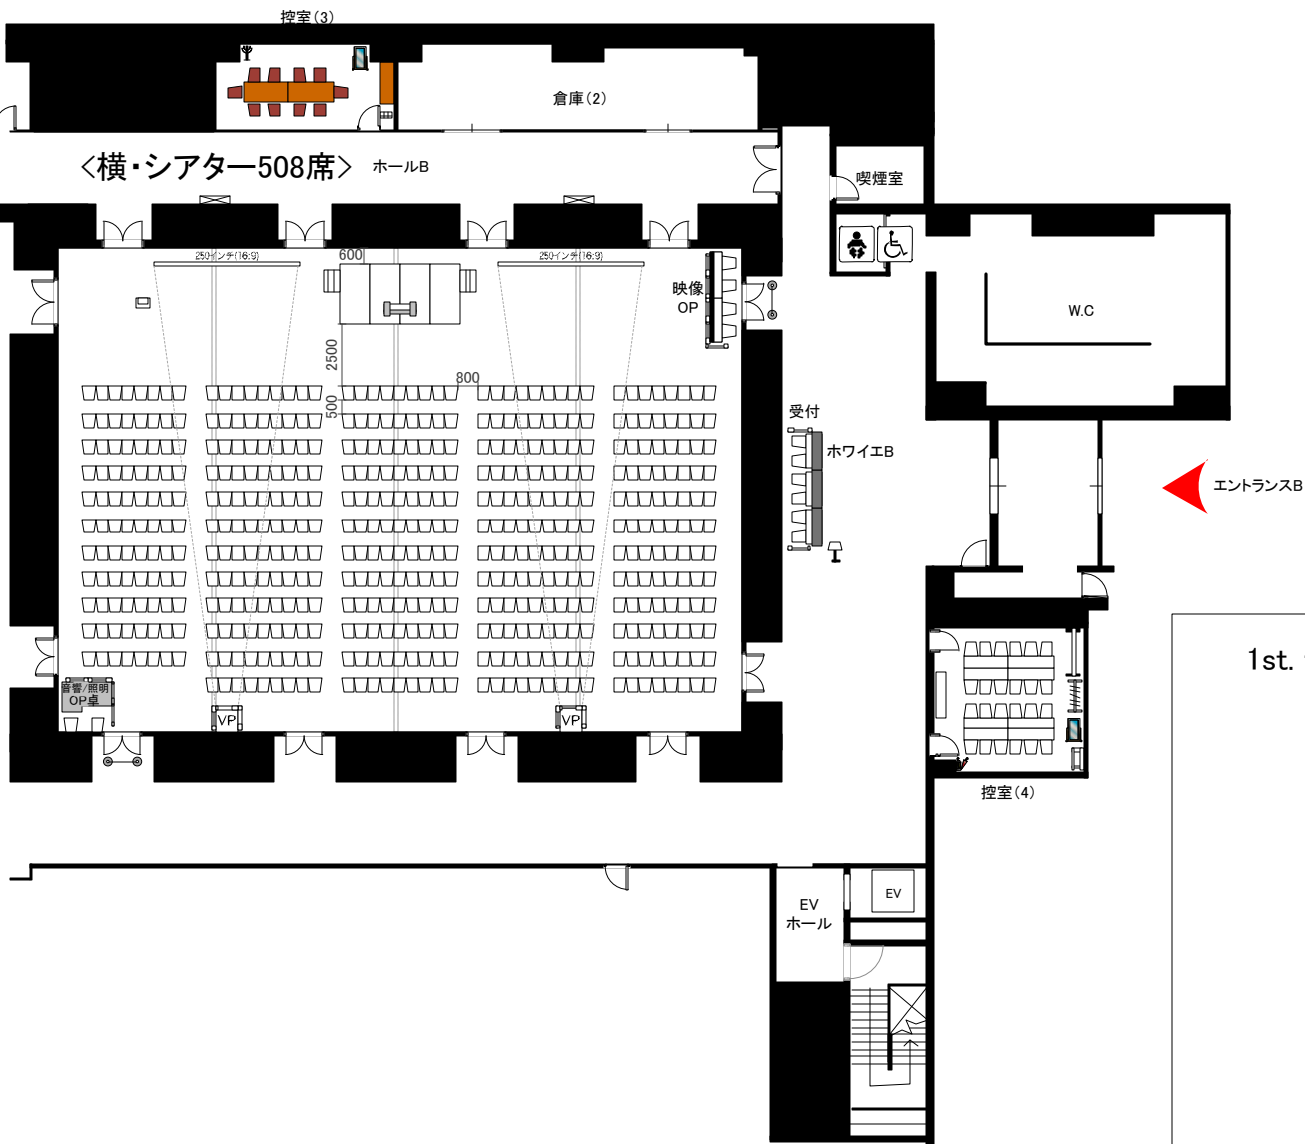 控室(3)
倉庫(2)
<横・シアター508席>
ホールB
喫煙室
250インチ(16:9)
600
250インチ(16:9)
映像
OP
W.C
2500
800
500
受付
ホワイエB
エントランスB
1st.
音響/照明
OP卓
VP
VP
控室(4)
EV
ホール
EV